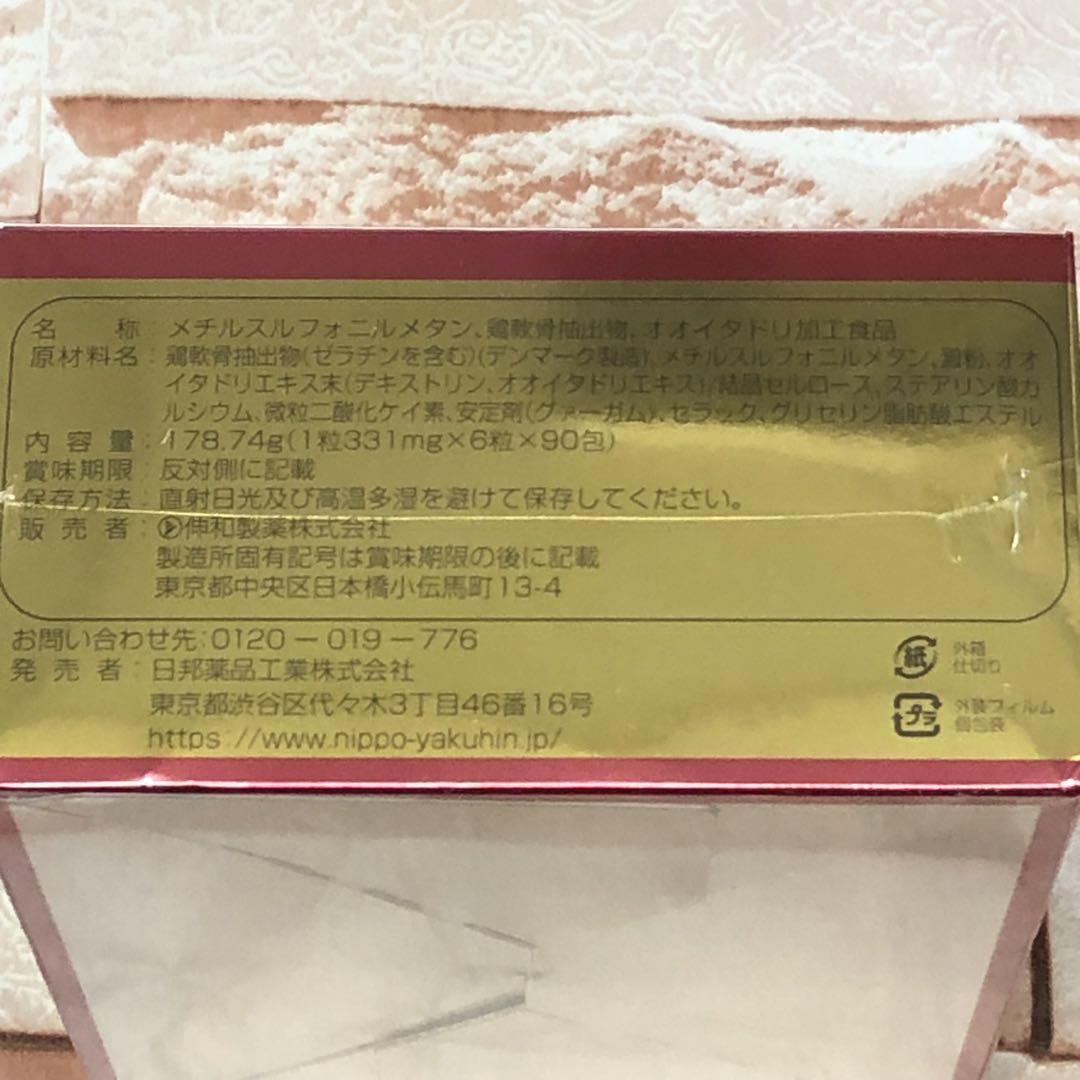 名称：メチルスルフォニルメタン、鶏軟骨抽出物、オオイタドリ加工食品
原材料名：鶏軟骨抽出物(ゼラチンを含む)(デンマーク製造)、メチルスルフォニルメタン、澱粉、オオ
イタドリエキス末(デキストリン、オオイタドリエキス)/結晶セルロース、ステアリン酸カ
ルシウム、微粒二酸化ケイ素、安定剤(グァーガム)、セラック、グリセリン脂肪酸エステル
内容量：178.74g(1粒331mg×6粒×90包)
賞味期限：反対側に記載
保存方法：直射日光及び高温多湿を避けて保存してください。
販売者：伸和製薬株式会社
製造所固有記号は賞味期限の後に記載
東京都中央区日本橋小伝馬町13-4
お問い合わせ先：0120－019－776
発売者：日邦薬品工業株式会社
東京都渋谷区代々木3丁目46番16号
https://www.nippo-yakuhin.jp/
紙 外箱
仕切り
プラ 外装フィルム
個包装